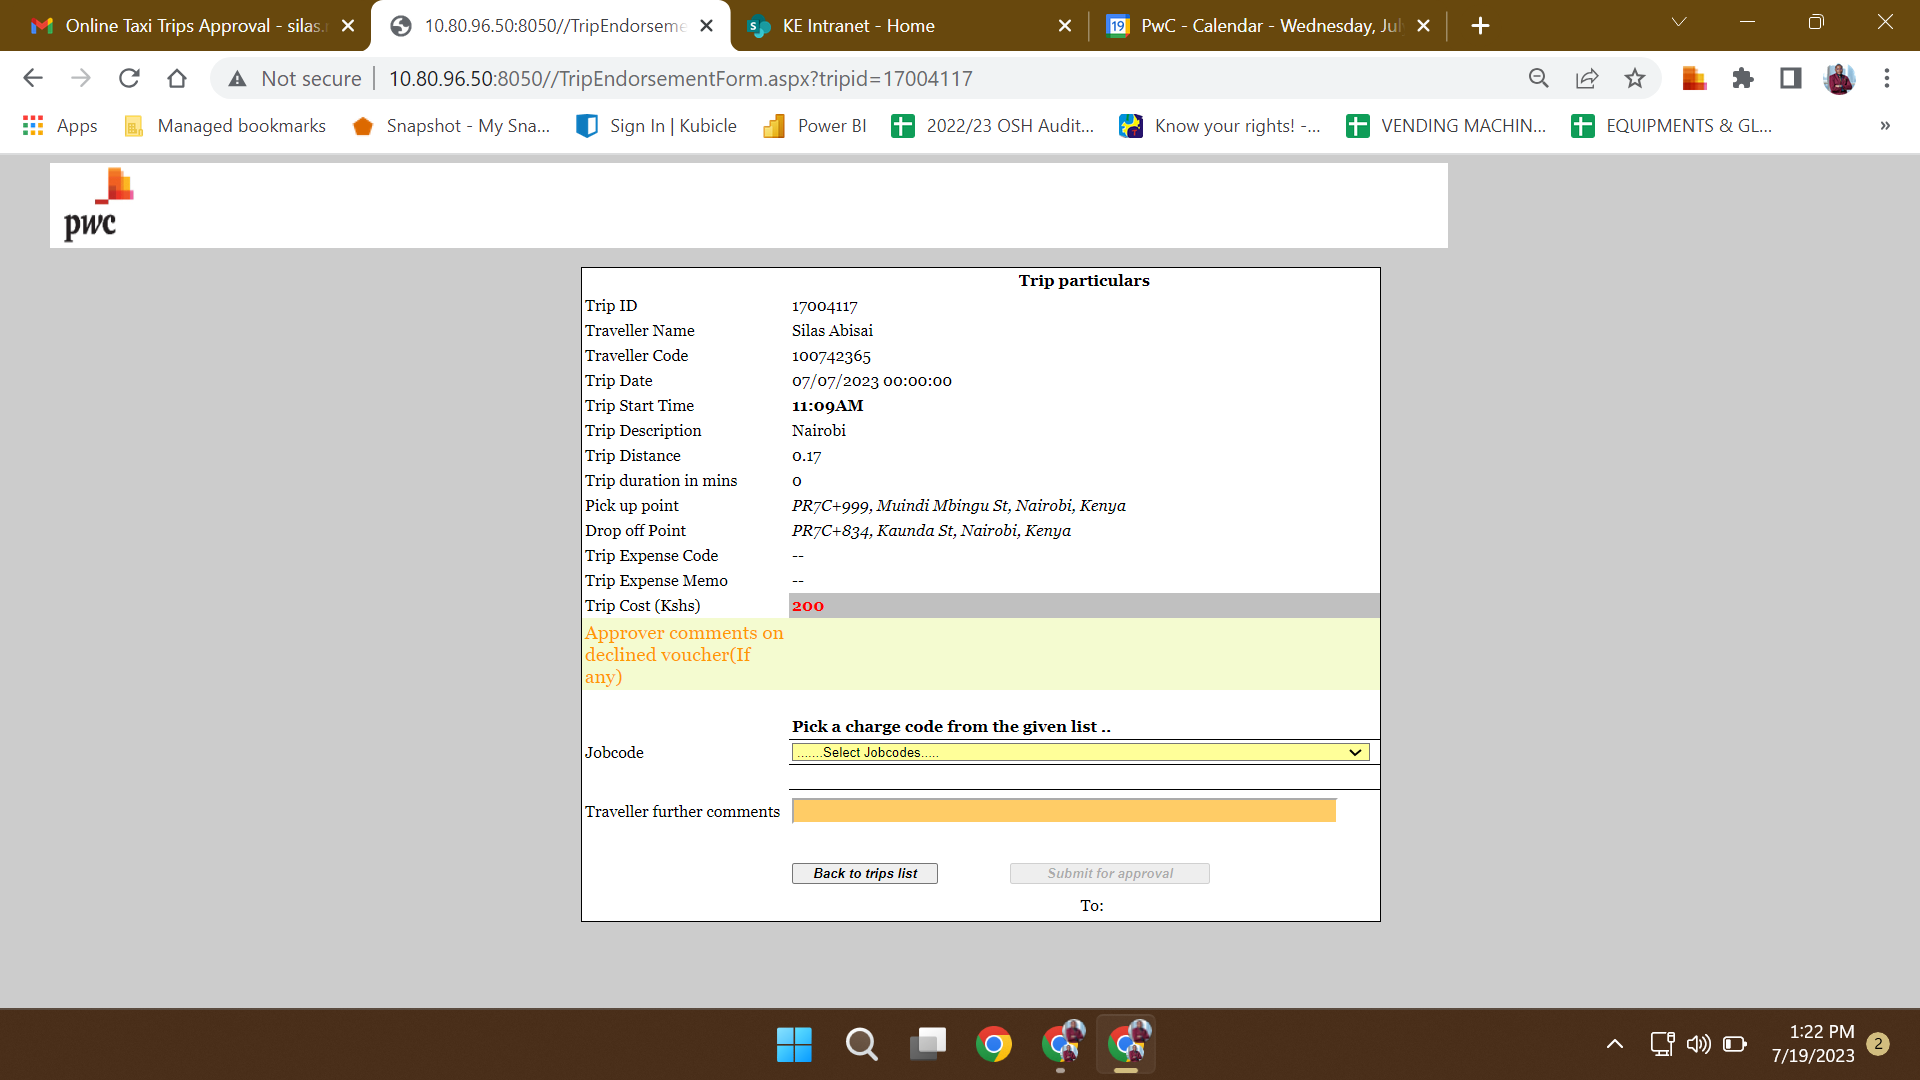 Online Taxi Trips Approval - silas.
10.80.96.50:8050//TripEndorseme
KE Intranet - Home
19
PwC - Calendar - Wednesday, Jul
Not secure
10.80.96.50:8050//TripEndorsementForm.aspx?tripid=17004117
Apps
Managed bookmarks
Snapshot - My Sna...
Sign In | Kubicle
Power BI
2022/23 OSH Audit...
Know your rights! -...
VENDING MACHIN...
EQUIPMENTS & GL...
»
pwc
Trip particulars
Trip ID 17004117
Traveller Name Silas Abisai
Traveller Code 100742365
Trip Date 07/07/2023 00:00:00
Trip Start Time 11:09AM
Trip Description Nairobi
Trip Distance 0.17
Trip duration in mins 0
Pick up point PR7C+999, Muindi Mbingu St, Nairobi, Kenya
Drop off Point PR7C+834, Kaunda St, Nairobi, Kenya
Trip Expense Code --
Trip Expense Memo --
Trip Cost (Kshs) 200
Approver comments on
declined voucher(If
any)
Pick a charge code from the given list ..
Jobcode .......Select Jobcodes.....
Traveller further comments
Back to trips list Submit for approval
To:
1:22 PM
7/19/2023
2